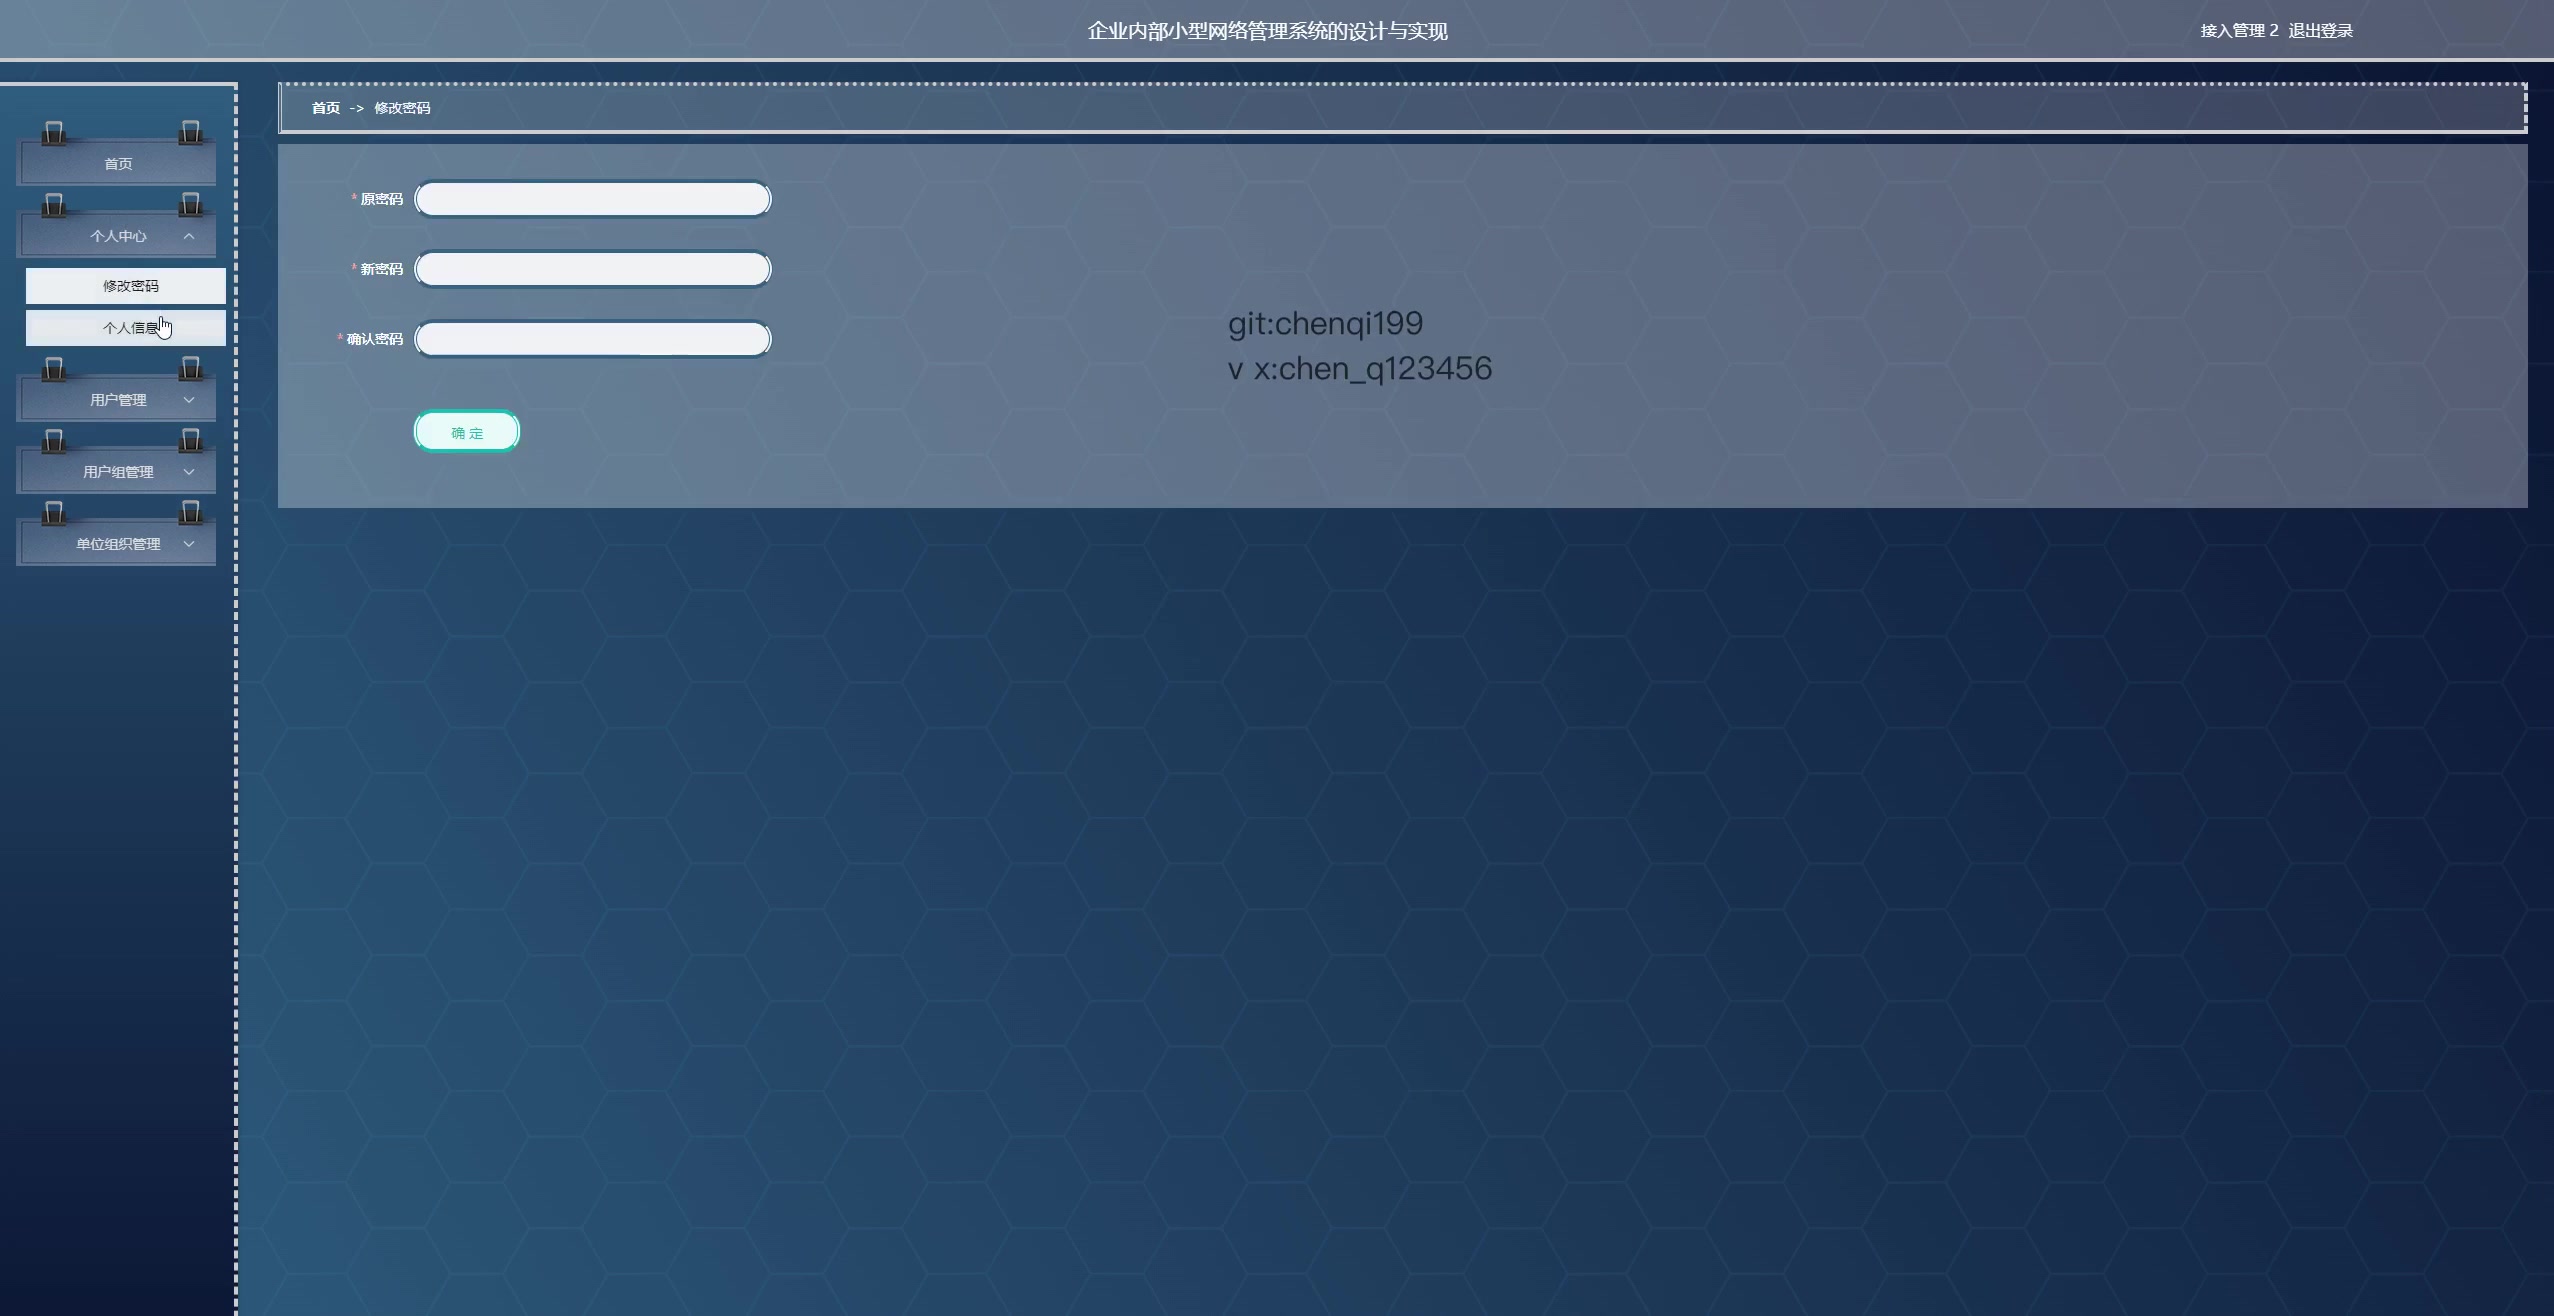 企业内部小型网络管理系统的设计与实现
接入管理 2 退出登录
首页 -> 修改密码
首页
个人中心
修改密码
个人信息
用户管理
用户组管理
单位组织管理
* 原密码
* 新密码
* 确认密码
确 定
git:chenqi199
v x:chen_q123456